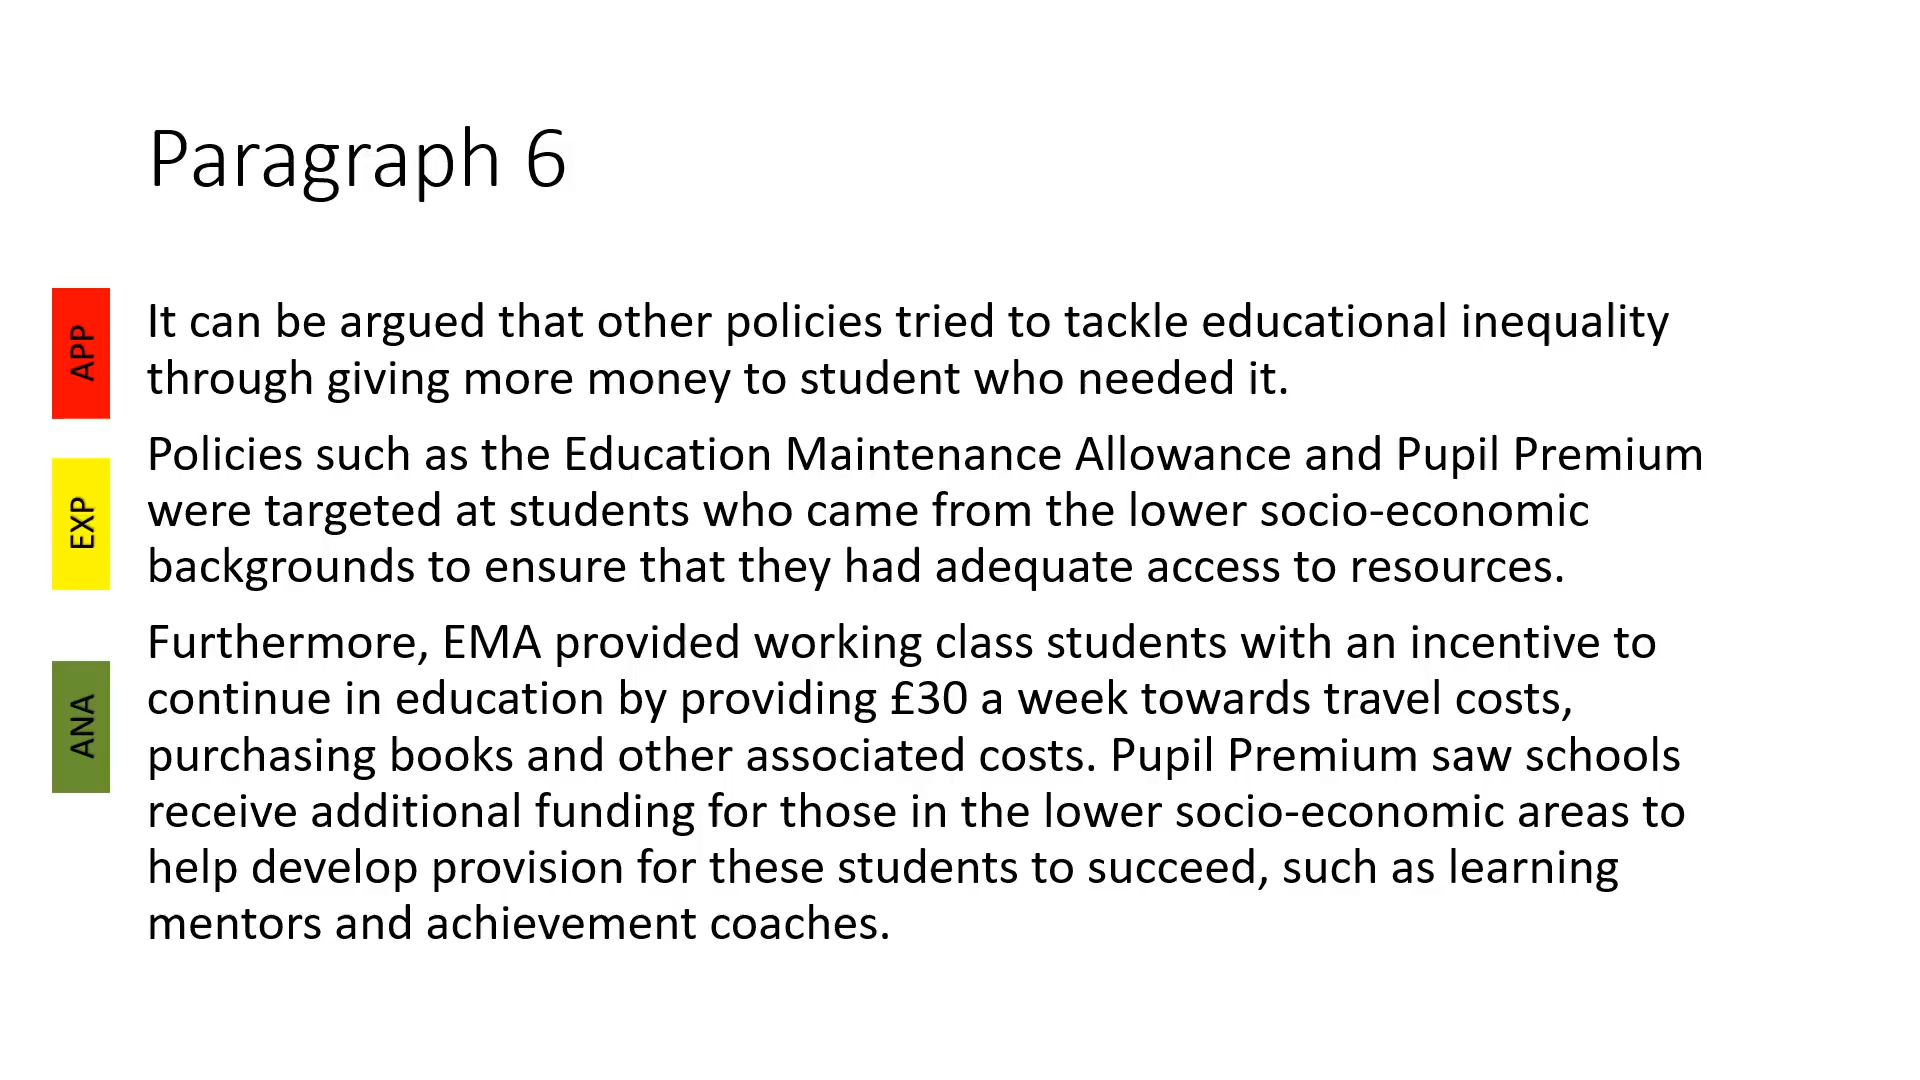 Paragraph 6
APP
It can be argued that other policies tried to tackle educational inequality
through giving more money to student who needed it.
EXP
Policies such as the Education Maintenance Allowance and Pupil Premium
were targeted at students who came from the lower socio-economic
backgrounds to ensure that they had adequate access to resources.
ANA
Furthermore, EMA provided working class students with an incentive to
continue in education by providing £30 a week towards travel costs,
purchasing books and other associated costs. Pupil Premium saw schools
receive additional funding for those in the lower socio-economic areas to
help develop provision for these students to succeed, such as learning
mentors and achievement coaches.